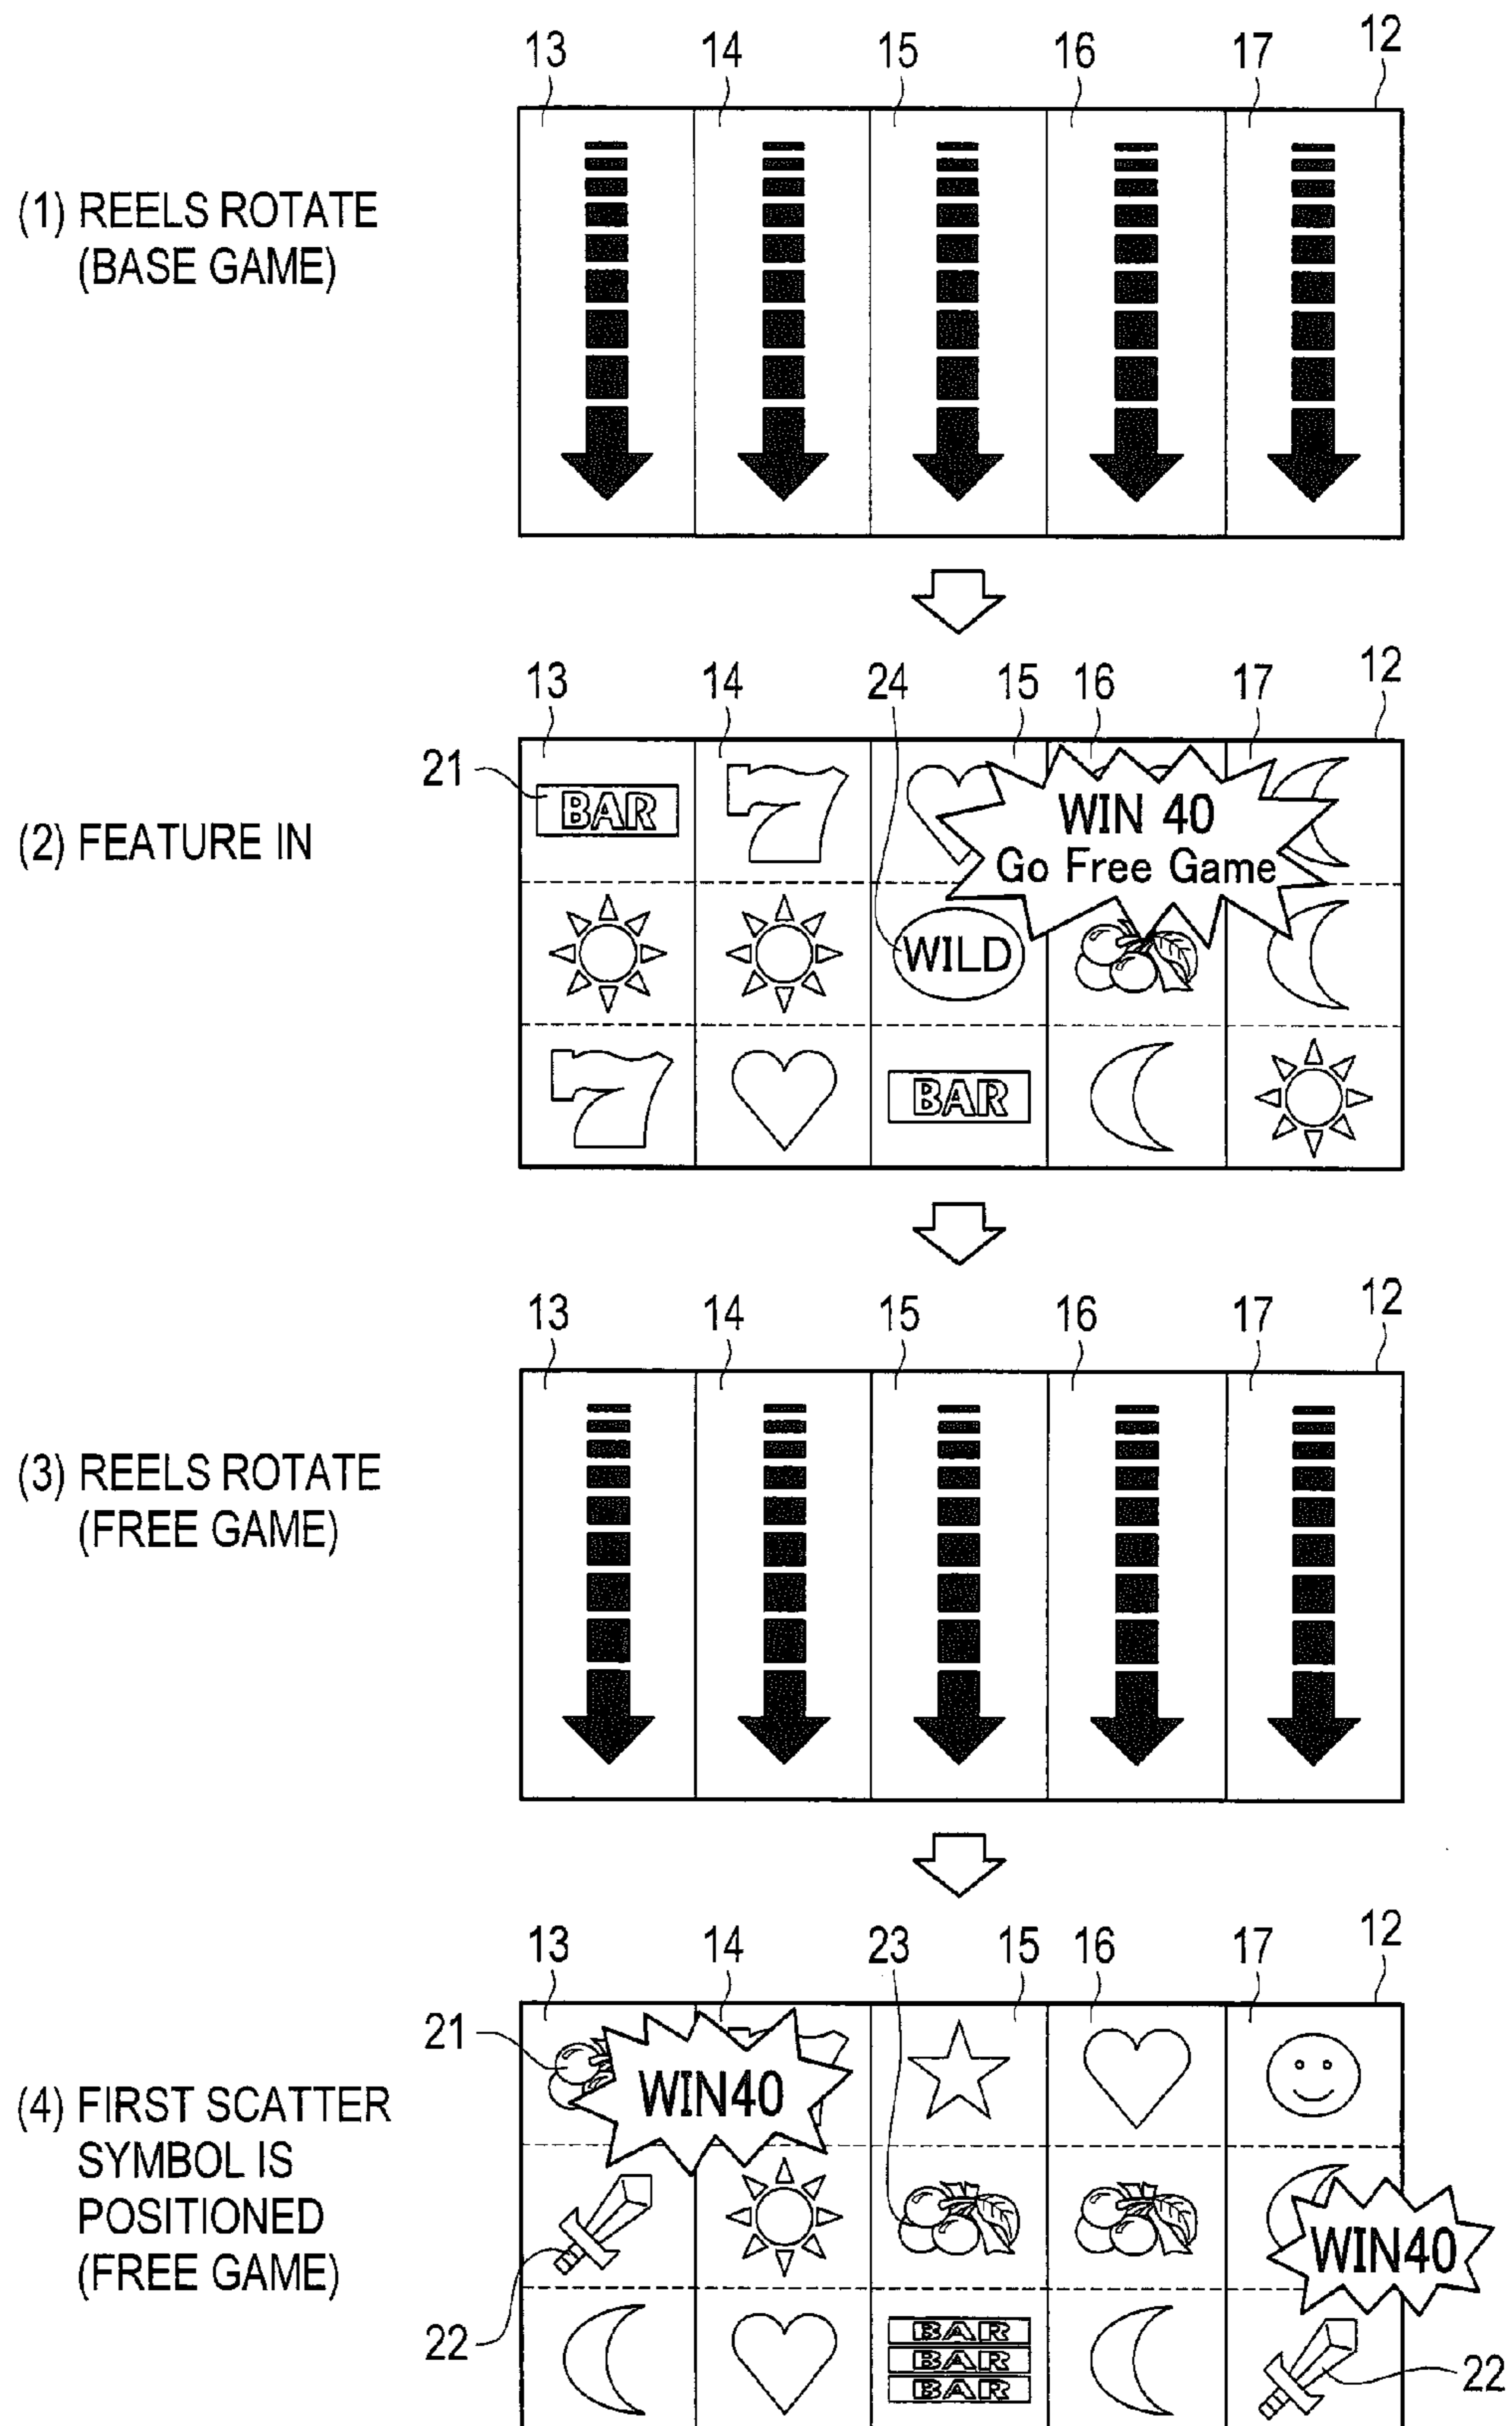 13 14 15 16 17 12
(1) REELS ROTATE
(BASE GAME)
13 14 24 15 16 17 12
21
BAR
WIN 40
Go Free Game
(2) FEATURE IN
WILD
BAR
13 14 15 16 17 12
(3) REELS ROTATE
(FREE GAME)
13 14 23 15 16 17 12
21
WIN40
(4) FIRST SCATTER
SYMBOL IS
POSITIONED
(FREE GAME)
WIN40
22
BAR
BAR
BAR
22